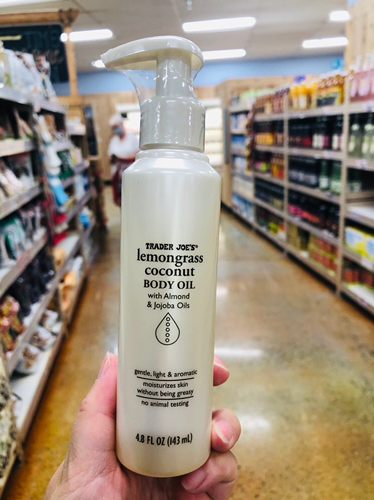 TRADER JOE'S®
lemongrass
coconut
BODY OIL
with Almond
& Jojoba Oils
gentle, light & aromatic
moisturizes skin
without being greasy
no animal testing
4.8 FL OZ (143 mL)